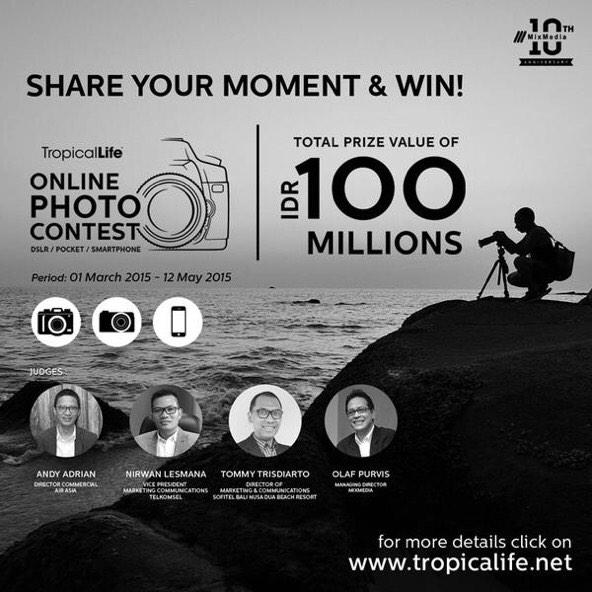 10TH
MixMedia
ANNIVERSARY
SHARE YOUR MOMENT & WIN!
TropicalLife
ONLINE
PHOTO
CONTEST
DSLR / POCKET / SMARTPHONE
Period: 01 March 2015 - 12 May 2015
TOTAL PRIZE VALUE OF
IDR 100
MILLIONS
JUDGES :
ANDY ADRIAN
DIRECTOR COMMERCIAL
AIR ASIA
NIRWAN LESMANA
VICE PRESIDENT
MARKETING COMMUNICATIONS
TELKOMSEL
TOMMY TRISDIARTO
DIRECTOR OF
MARKETING & COMMUNICATIONS
SOFITEL BALI NUSA DUA BEACH RESORT
OLAF PURVIS
MANAGING DIRECTOR
MIXMEDIA
for more details click on
www.tropicalife.net